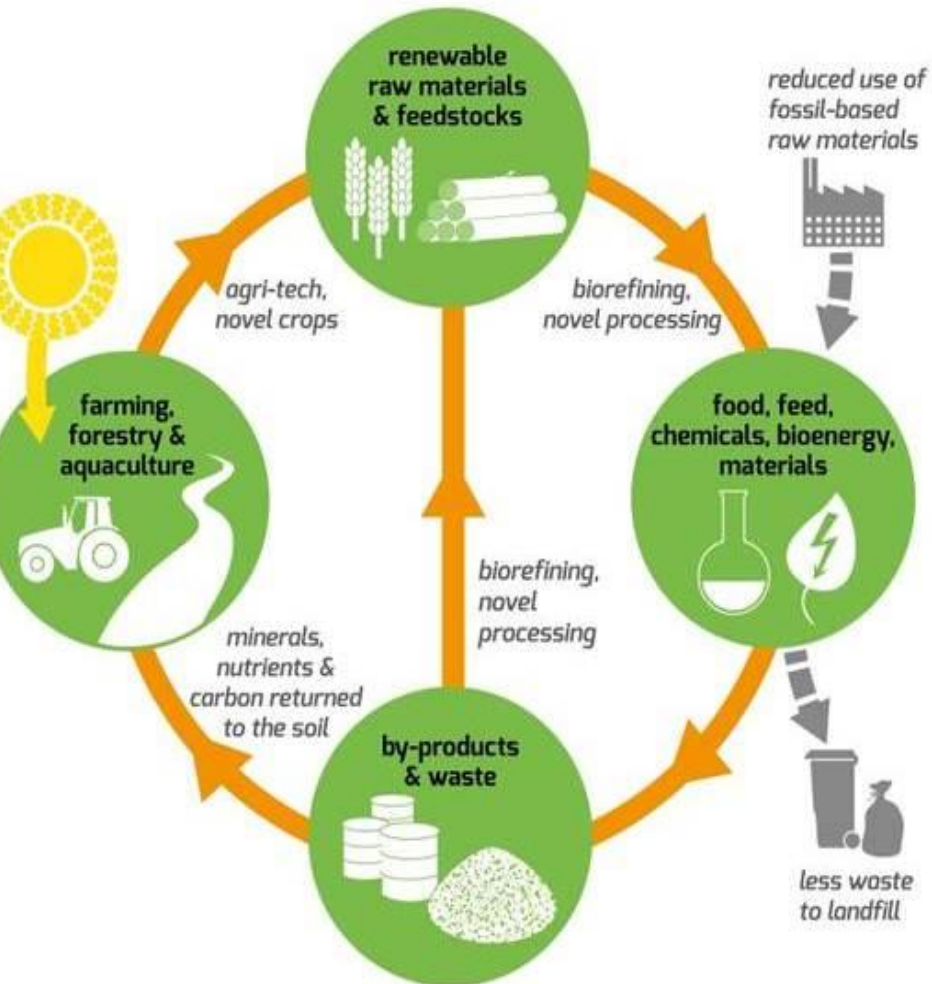 renewable
raw materials
& feedstocks
reduced use of
fossil-based
raw materials
agri-tech,
novel crops
biorefining,
novel processing
farming,
forestry &
aquaculture
food, feed,
chemicals, bioenergy,
materials
biorefining,
novel
processing
minerals,
nutrients &
carbon returned
to the soil
by-products
& waste
less waste
to landfill